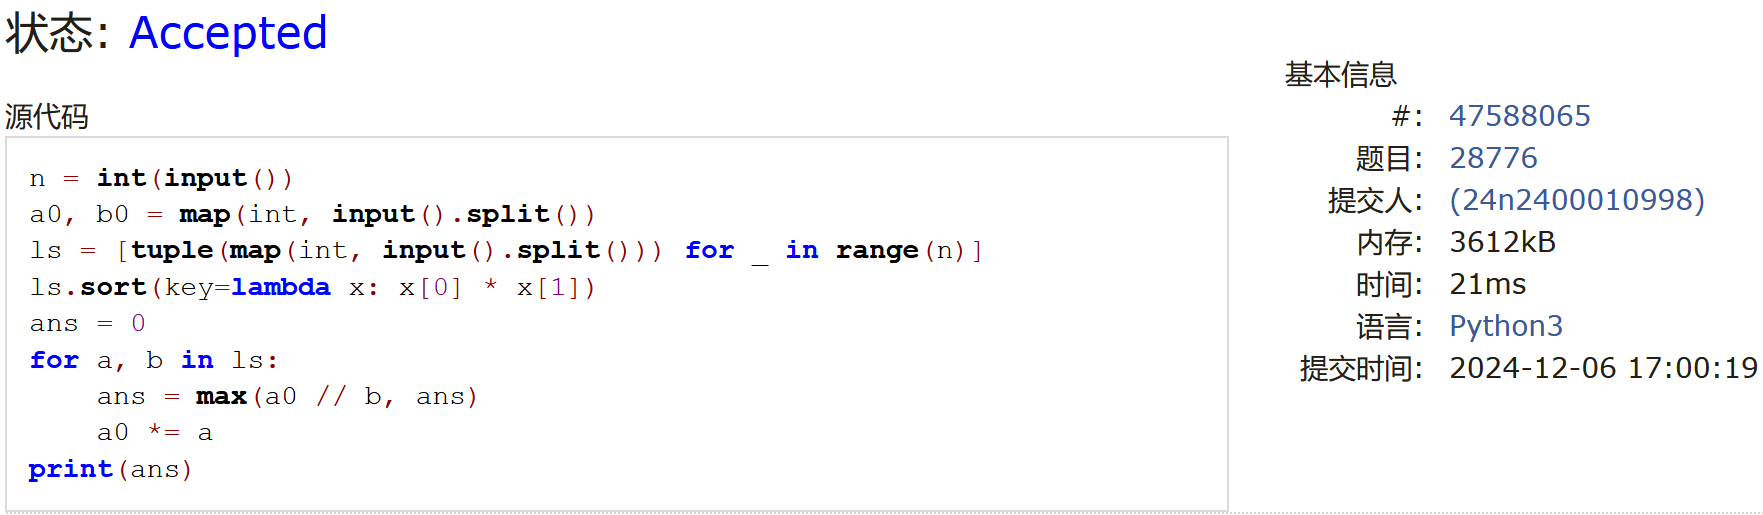 状态: Accepted
源代码
n = int(input())
a0, b0 = map(int, input().split())
ls = [tuple(map(int, input().split())) for _ in range(n)]
ls.sort(key=lambda x: x[0] * x[1])
ans = 0
for a, b in ls:
    ans = max(a0 // b, ans)
    a0 *= a
print(ans)
基本信息
#: 47588065
题目: 28776
提交人: (24n2400010998)
内存: 3612kB
时间: 21ms
语言: Python3
提交时间: 2024-12-06 17:00:19